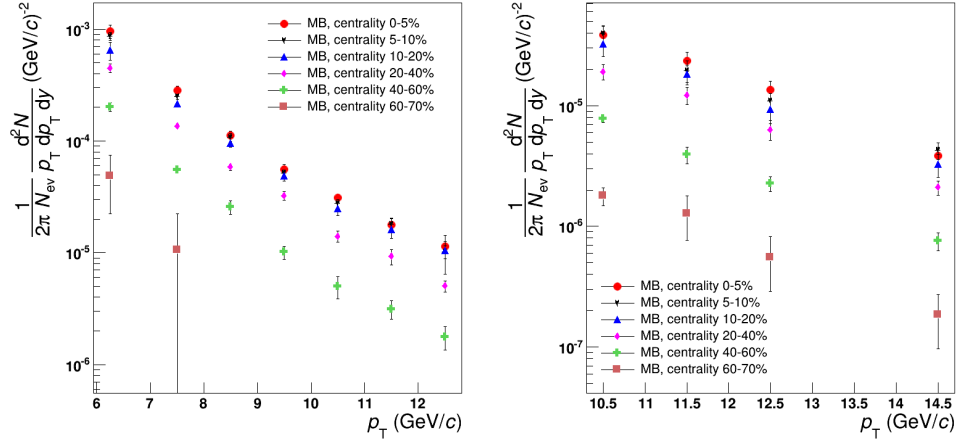 1/(2π N_ev) d²N/(p_T dp_T dy) (GeV/c)⁻²
10⁻³
10⁻⁴
10⁻⁵
10⁻⁶
MB, centrality 0-5%
MB, centrality 5-10%
MB, centrality 10-20%
MB, centrality 20-40%
MB, centrality 40-60%
MB, centrality 60-70%
6 7 8 9 10 11 12
p_T (GeV/c)
1/(2π N_ev) d²N/(p_T dp_T dy) (GeV/c)⁻²
10⁻⁵
10⁻⁶
10⁻⁷
MB, centrality 0-5%
MB, centrality 5-10%
MB, centrality 10-20%
MB, centrality 20-40%
MB, centrality 40-60%
MB, centrality 60-70%
10.5 11 11.5 12 12.5 13 13.5 14 14.5
p_T (GeV/c)